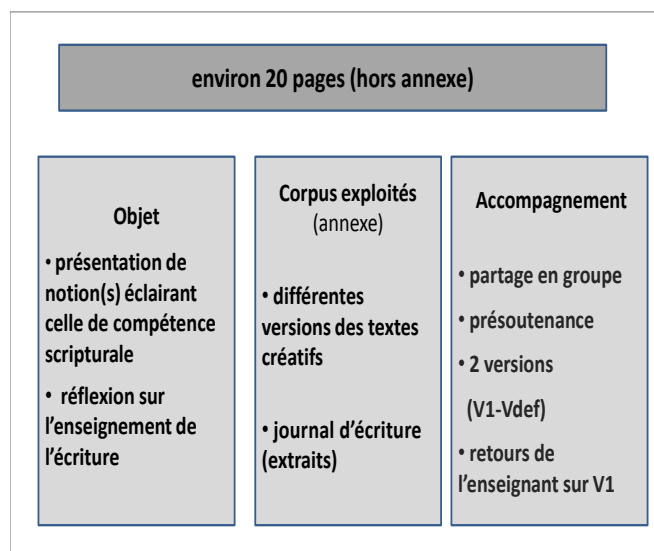 environ 20 pages (hors annexe)
Objet
• présentation de
notion(s) éclairant
celle de compétence
scripturale
• réflexion sur
l'enseignement de
l'écriture
Corpus exploités
(annexe)
• différentes
versions des textes
créatifs
• journal d'écriture
(extraits)
Accompagnement
• partage en groupe
• présoutenance
• 2 versions
(V1-Vdef)
• retours de
l'enseignant sur V1